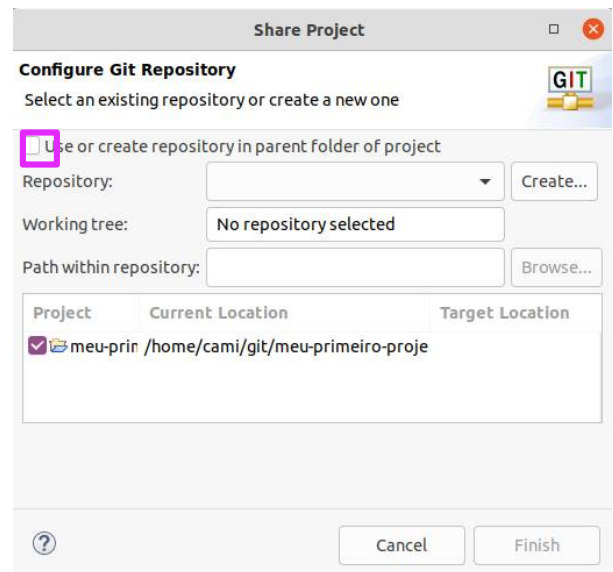 Share Project
Configure Git Repository
Select an existing repository or create a new one
GIT
Use or create repository in parent folder of project
Repository: Create...
Working tree: No repository selected
Path within repository: Browse...
Project Current Location Target Location
meu-prin /home/cami/git/meu-primeiro-proje
? Cancel Finish